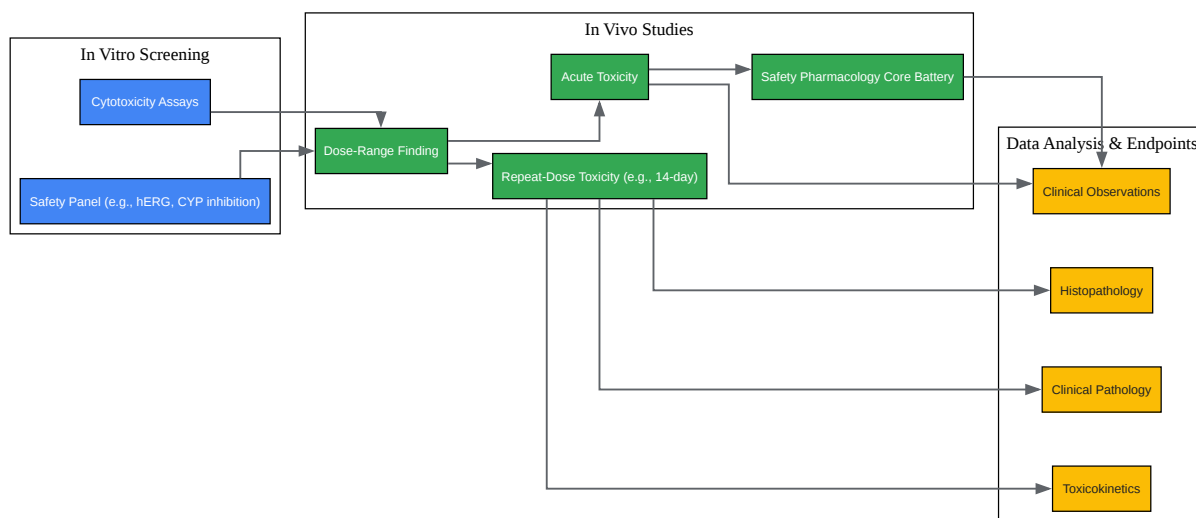 In Vitro Screening
Cytotoxicity Assays
Safety Panel (e.g., hERG, CYP inhibition)
In Vivo Studies
Acute Toxicity
Safety Pharmacology Core Battery
Dose-Range Finding
Repeat-Dose Toxicity (e.g., 14-day)
Data Analysis & Endpoints
Clinical Observations
Histopathology
Clinical Pathology
Toxicokinetics